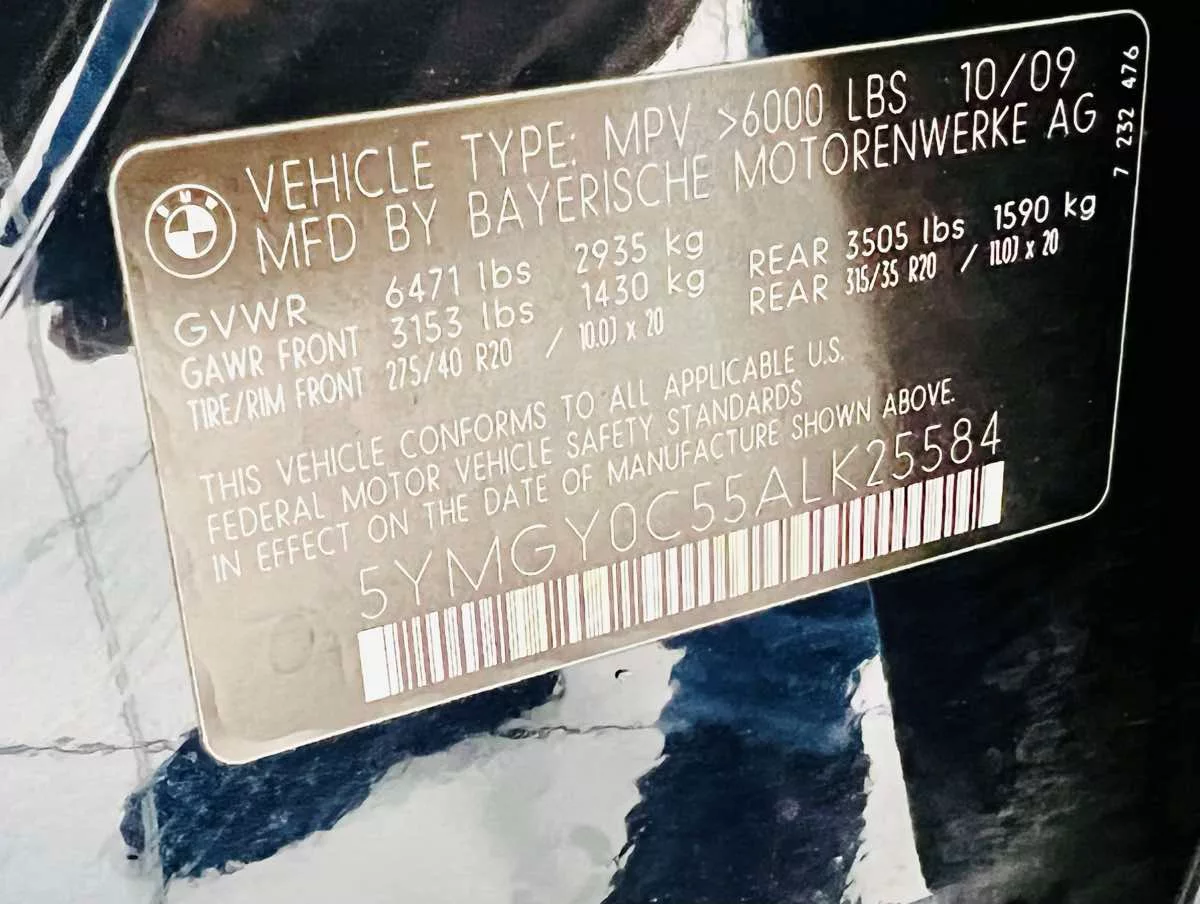 BMW
VEHICLE TYPE: MPV >6000 LBS 10/09
MFD BY BAYERISCHE MOTORENWERKE AG
7 232 476
GVWR 6471 lbs 2935 kg
GAWR FRONT 3153 lbs 1430 kg REAR 3505 lbs 1590 kg
TIRE/RIM FRONT 275/40 R20 / 10.0J x 20 REAR 315/35 R20 / 11.0J x 20
THIS VEHICLE CONFORMS TO ALL APPLICABLE U.S.
FEDERAL MOTOR VEHICLE SAFETY STANDARDS
IN EFFECT ON THE DATE OF MANUFACTURE SHOWN ABOVE.
5YMGY0C55ALK25584